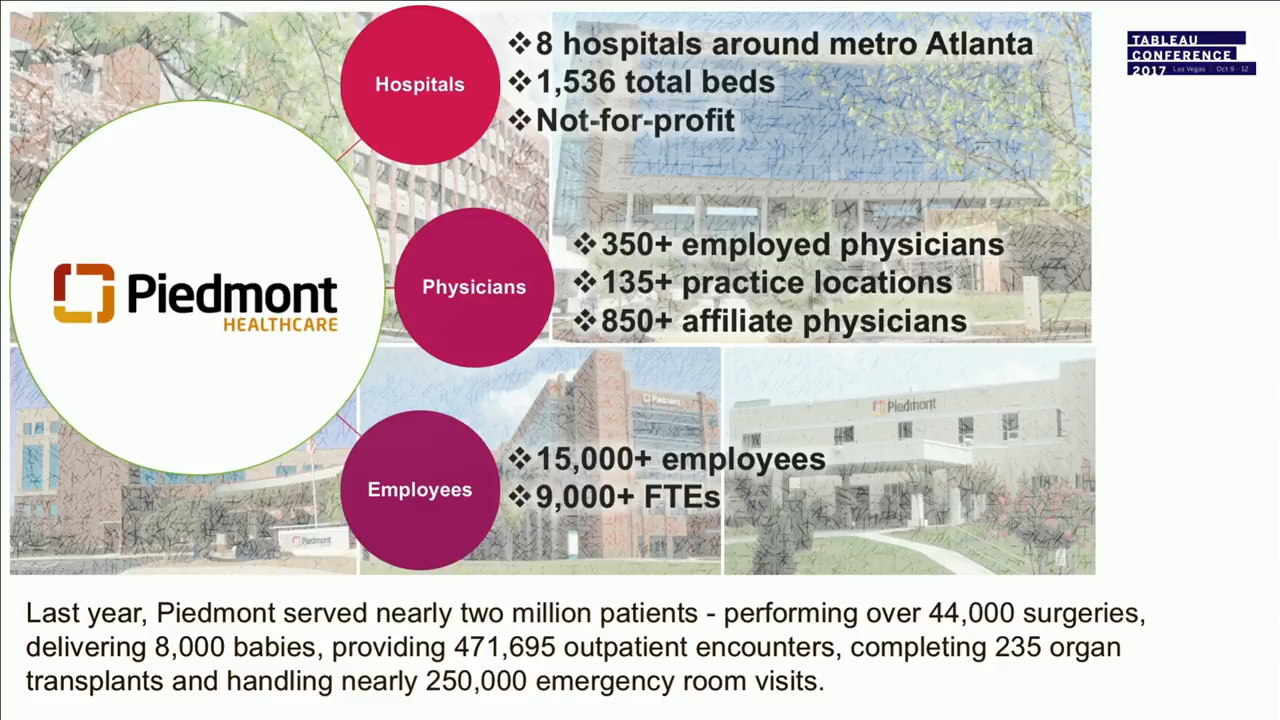 TABLEAU
CONFERENCE
2017 Las Vegas | Oct 9 - 12
Hospitals
❖8 hospitals around metro Atlanta
❖1,536 total beds
❖Not-for-profit
Piedmont
HEALTHCARE
Physicians
❖350+ employed physicians
❖135+ practice locations
❖850+ affiliate physicians
Piedmont
Piedmont
Employees
❖15,000+ employees
❖9,000+ FTEs
Piedmont
Last year, Piedmont served nearly two million patients - performing over 44,000 surgeries,
delivering 8,000 babies, providing 471,695 outpatient encounters, completing 235 organ
transplants and handling nearly 250,000 emergency room visits.